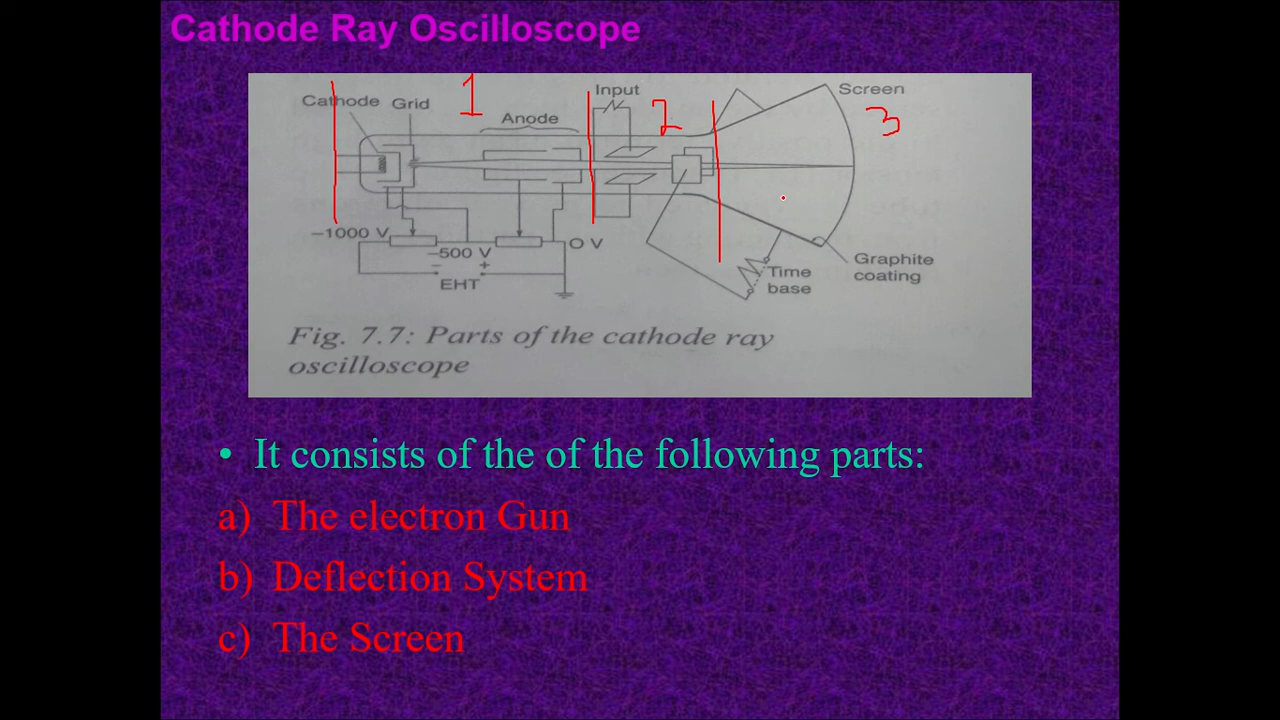 Cathode Ray Oscilloscope
Cathode Grid 1 Anode Input 2 Screen 3
-1000 V -500 V O V
- +
EHT
Time base
Graphite coating
Fig. 7.7: Parts of the cathode ray
oscilloscope
• It consists of the of the following parts:
a) The electron Gun
b) Deflection System
c) The Screen